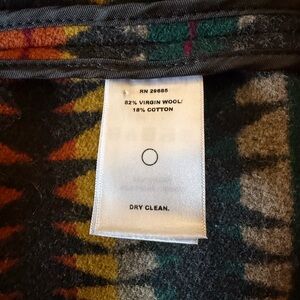 RN 29685
82% VIRGIN WOOL/
18% COTTON
DRY CLEAN.